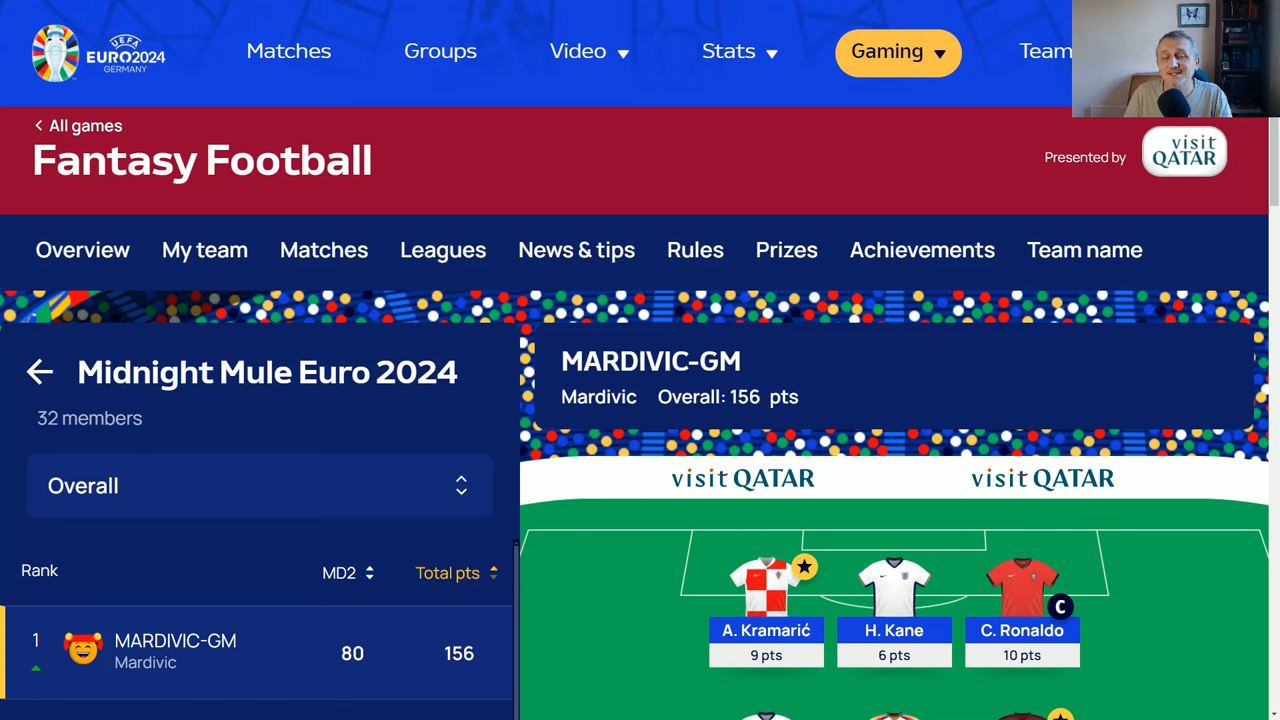 UEFA
EURO2024
GERMANY
Matches
Groups
Video
Stats
Gaming
Team
All games
Fantasy Football
Presented by
visit
QATAR
Overview
My team
Matches
Leagues
News & tips
Rules
Prizes
Achievements
Team name
Midnight Mule Euro 2024
32 members
Overall
Rank
MD2
Total pts
1
MARDIVIC-GM
Mardivic
80
156
MARDIVIC-GM
Mardivic Overall: 156 pts
visit QATAR
visit QATAR
C
A. Kramarić
9 pts
H. Kane
6 pts
C. Ronaldo
10 pts